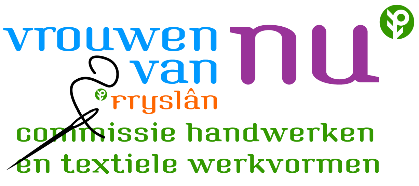 vrouwen
van nu
fryslân
commissie handwerken
en textiele werkvormen